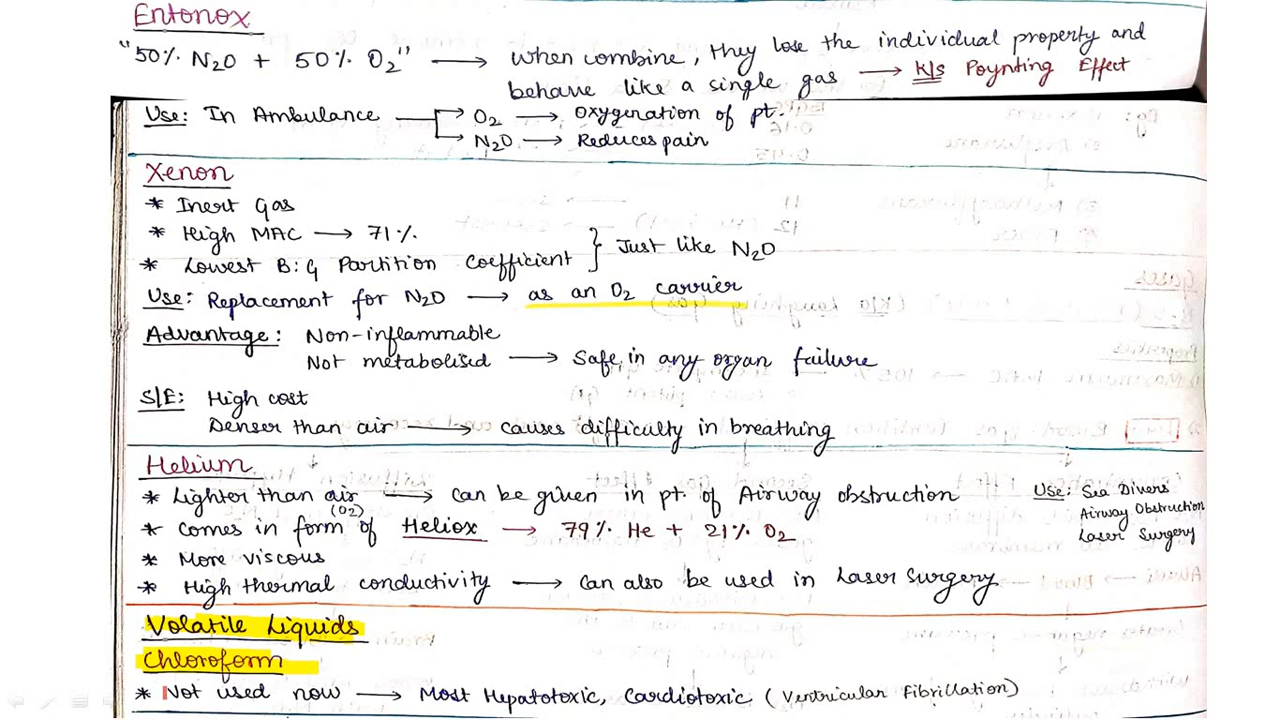 Entonox
"50% N2O + 50% O2" → When combine, they lose the individual property and
behave like a single gas → K/s Poynting Effect
Use: In Ambulance → O2 → Oxygenation of pt.
→ N2O → Reduces pain
Xenon
* Inert Gas
* High MAC → 71%
* Lowest B:G Partition Coefficient } Just like N2O
Use: Replacement for N2O → as an O2 carrier
Advantage: Non-inflammable
Not metabolised → Safe in any organ failure
S/E: High cost
Denser than air → causes difficulty in breathing
Helium
* Lighter than air → Can be given in pt. of Airway obstruction
(O2)
* Comes in form of Heliox → 79% He + 21% O2
* More viscous
* High thermal conductivity → Can also be used in Laser Surgery
Use: Sea Divers
Airway Obstruction
Laser Surgery
Volatile Liquids
Chloroform
* Not used now → Most Hepatotoxic, Cardiotoxic (Ventricular Fibrillation)